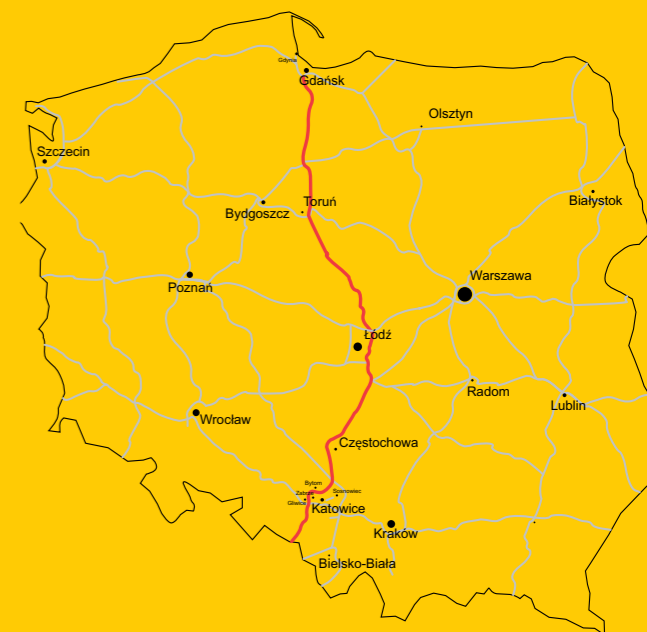 Gdynia
Gdańsk
Olsztyn
Szczecin
Białystok
Toruń
Bydgoszcz
Warszawa
Poznań
Łódź
Radom
Lublin
Wrocław
Częstochowa
Bytom
Zabrze
Sosnowiec
Gliwice
Katowice
Kraków
Bielsko-Biała